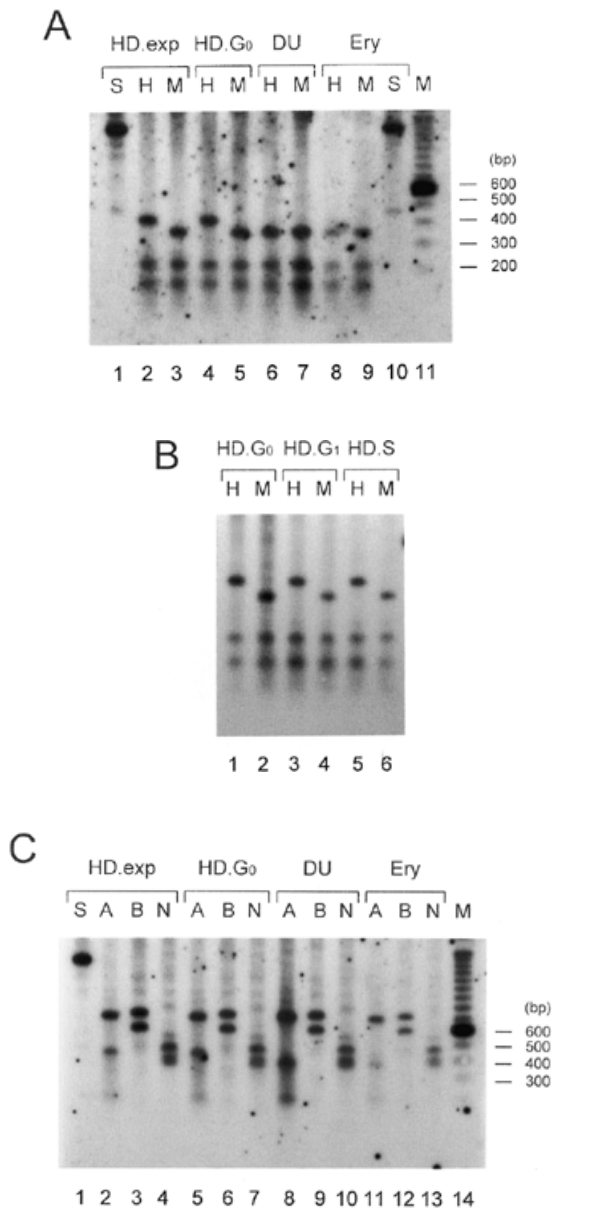 A
HD.exp HD.G0 DU Ery
S H M H M H M H M S M
(bp)
600
500
400
300
200
1 2 3 4 5 6 7 8 9 10 11
B
HD.G0 HD.G1 HD.S
H M H M H M
1 2 3 4 5 6
C
HD.exp HD.G0 DU Ery
S A B N A B N A B N A B N M
(bp)
600
500
400
300
1 2 3 4 5 6 7 8 9 10 11 12 13 14